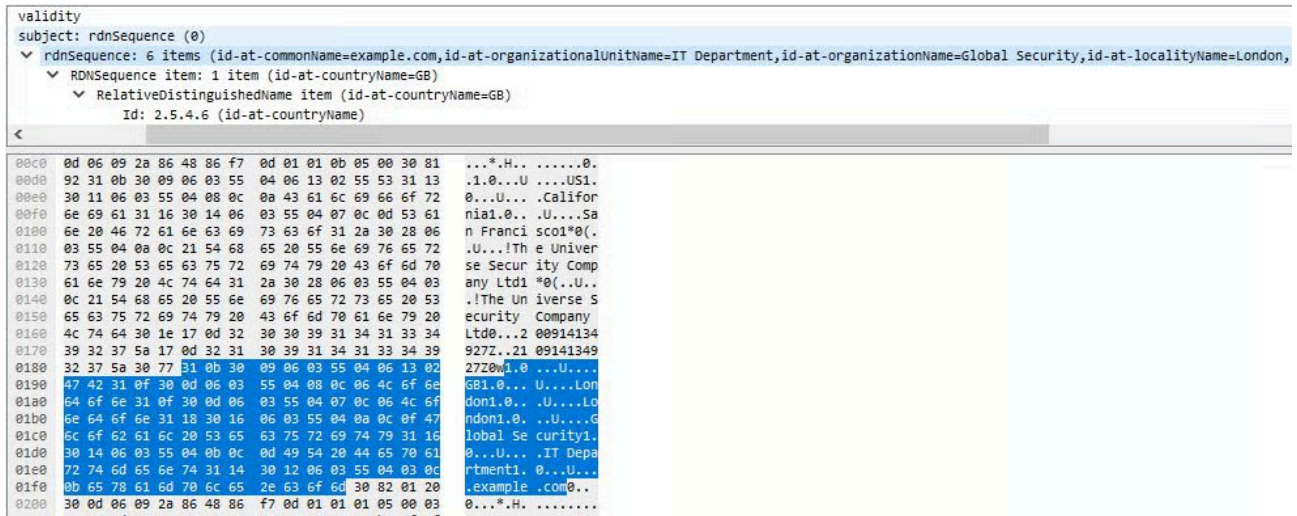 validity
subject: rdnSequence (0)
rdnSequence: 6 items (id-at-commonName=example.com,id-at-organizationalUnitName=IT Department,id-at-organizationName=Global Security,id-at-localityName=London,
RDNSequence item: 1 item (id-at-countryName=GB)
RelativeDistinguishedName item (id-at-countryName=GB)
Id: 2.5.4.6 (id-at-countryName)
00c0 0d 06 09 2a 86 48 86 f7 0d 01 01 0b 05 00 30 81 ...*.H.. ......0.
00d0 92 31 0b 30 09 06 03 55 04 06 13 02 55 53 31 13 .1.0...U ....US1.
00e0 30 11 06 03 55 04 08 0c 0a 43 61 6c 69 66 6f 72 0...U... .Califor
00f0 6e 69 61 31 16 30 14 06 03 55 04 07 0c 0d 53 61 nia1.0.. .U....Sa
0100 6e 20 46 72 61 6e 63 69 73 63 6f 31 2a 30 28 06 n Franci sco1*0(.
0110 03 55 04 0a 0c 21 54 68 65 20 55 6e 69 76 65 72 .U...!Th e Univer
0120 73 65 20 53 65 63 75 72 69 74 79 20 43 6f 6d 70 se Secur ity Comp
0130 61 6e 79 20 4c 74 64 31 2a 30 28 06 03 55 04 03 any Ltd1 *0(..U..
0140 0c 21 54 68 65 20 55 6e 69 76 65 72 73 65 20 53 .!The Un iverse S
0150 65 63 75 72 69 74 79 20 43 6f 6d 70 61 6e 79 20 ecurity Company
0160 4c 74 64 30 1e 17 0d 32 30 30 39 31 34 31 33 34 Ltd0...2 00914134
0170 39 32 37 5a 17 0d 32 31 30 39 31 34 31 33 34 39 927Z..21 09141349
0180 32 37 5a 30 77 31 0b 30 09 06 03 55 04 06 13 02 27Z0w1.0 ...U....
0190 47 42 31 0f 30 0d 06 03 55 04 08 0c 06 4c 6f 6e GB1.0... U....Lon
01a0 64 6f 6e 31 0f 30 0d 06 03 55 04 07 0c 06 4c 6f don1.0.. .U....Lo
01b0 6e 64 6f 6e 31 18 30 16 06 03 55 04 0a 0c 0f 47 ndon1.0. ..U....G
01c0 6c 6f 62 61 6c 20 53 65 63 75 72 69 74 79 31 16 lobal Se curity1.
01d0 30 14 06 03 55 04 0b 0c 0d 49 54 20 44 65 70 61 0...U... .IT Depa
01e0 72 74 6d 65 6e 74 31 14 30 12 06 03 55 04 03 0c rtment1. 0...U...
01f0 0b 65 78 61 6d 70 6c 65 2e 63 6f 6d 30 82 01 20 .example .com0..
0200 30 0d 06 09 2a 86 48 86 f7 0d 01 01 01 05 00 03 0...*.H. ........